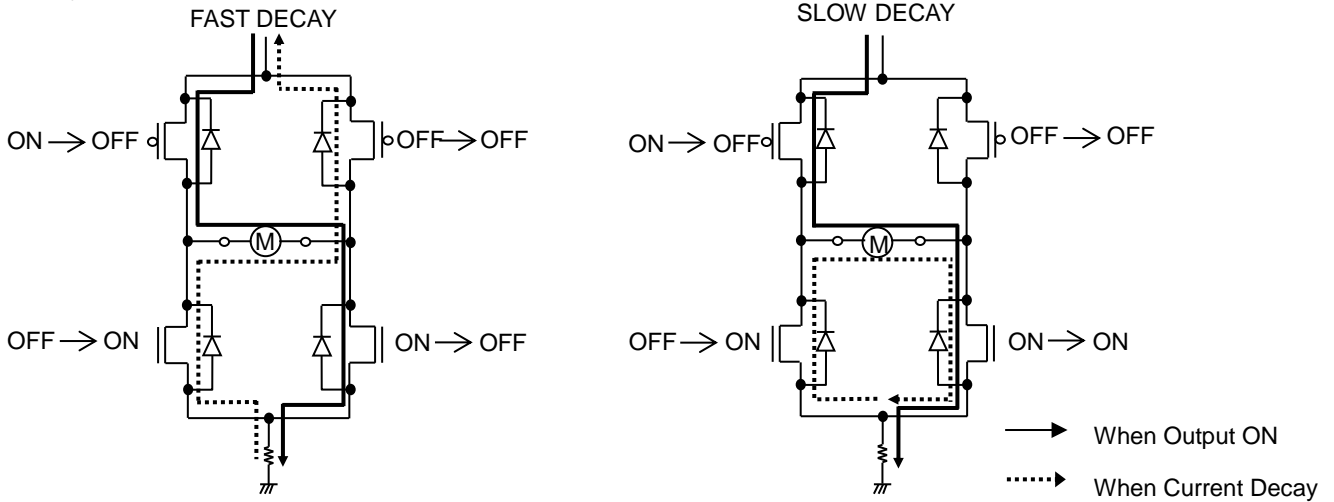 FAST DECAY
ON → OFF
OFF → OFF
M
OFF → ON
ON → OFF
SLOW DECAY
ON → OFF
OFF → OFF
M
OFF → ON
ON → ON
When Output ON
When Current Decay